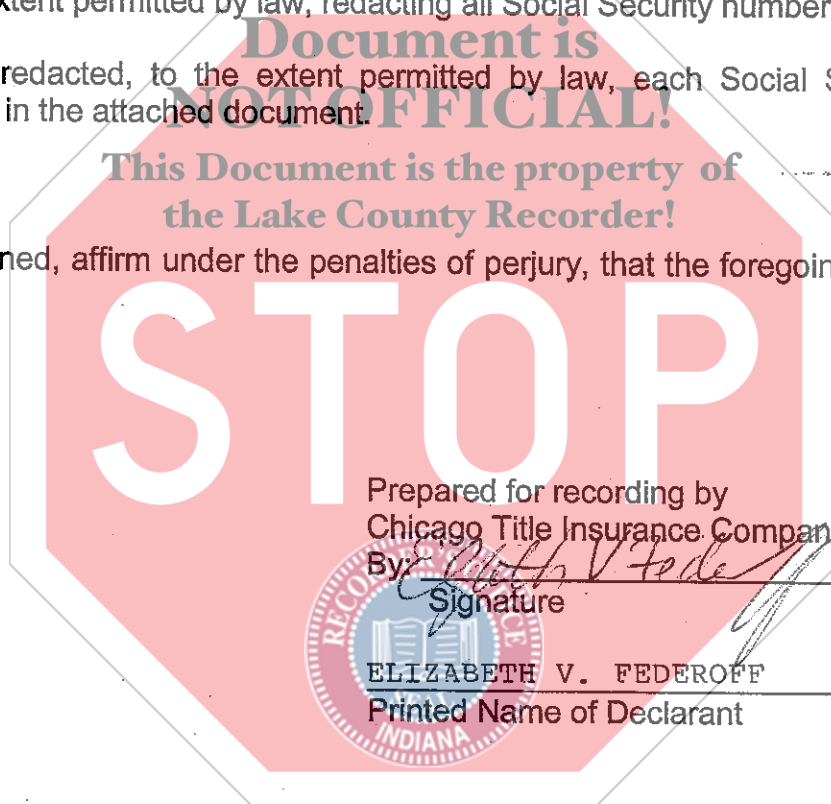 xtent permitted by law, redacting all Social Security number
Document is
redacted, to the extent permitted by law, each Social S
NOT OFFICIAL!
in the attached document.
This Document is the property of
the Lake County Recorder!
ned, affirm under the penalties of perjury, that the foregoin
STOP
Prepared for recording by
Chicago Title Insurance Compan
By:
Signature
RECORDER'S OFFICE
ELIZABETH V. FEDEROFF
Printed Name of Declarant
SEAL
INDIANA